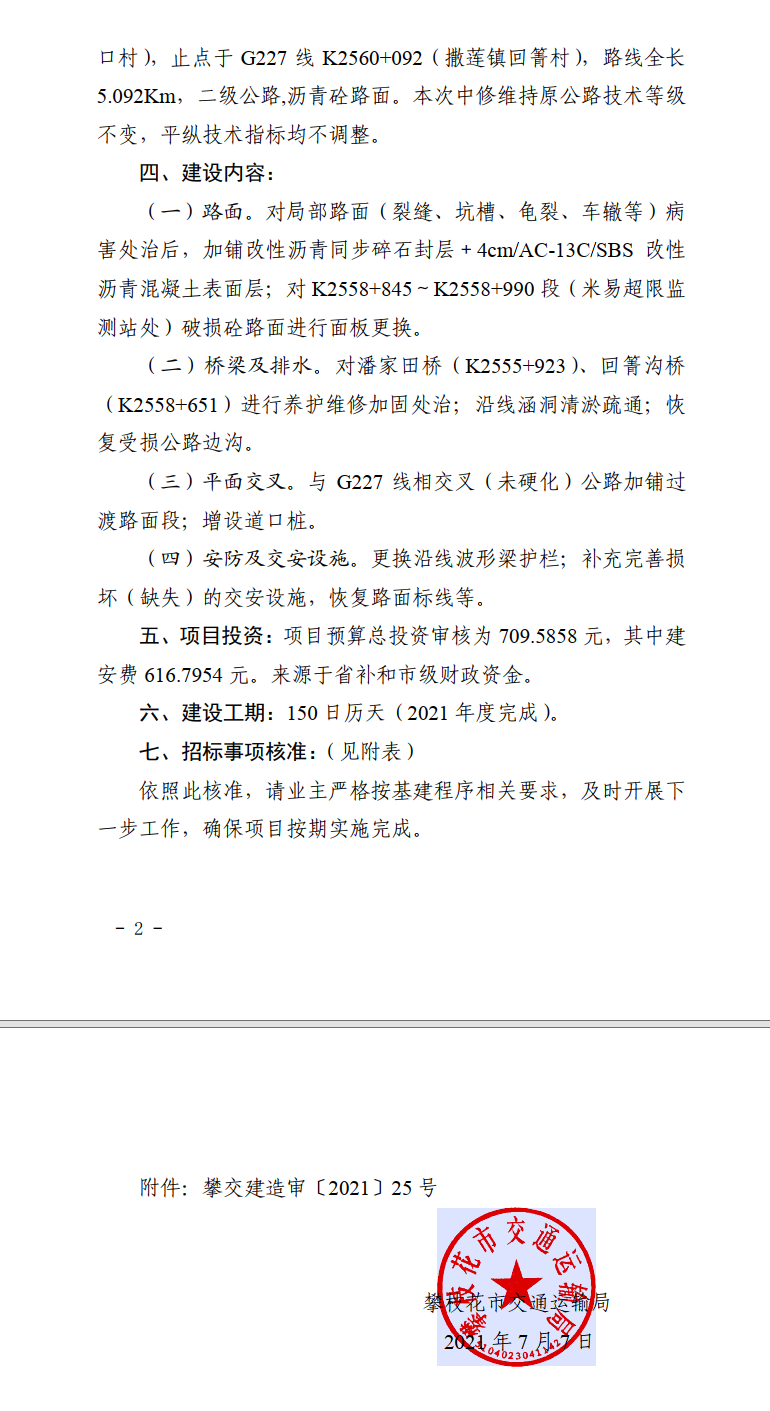 口村），止点于 G227 线 K2560+092（撒莲镇回箐村），路线全长
5.092Km，二级公路,沥青砼路面。本次中修维持原公路技术等级
不变，平纵技术指标均不调整。
四、建设内容：
（一）路面。对局部路面（裂缝、坑槽、龟裂、车辙等）病
害处治后，加铺改性沥青同步碎石封层＋4cm/AC-13C/SBS 改性
沥青混凝土表面层；对 K2558+845～K2558+990 段（米易超限监
测站处）破损砼路面进行面板更换。
（二）桥梁及排水。对潘家田桥（K2555+923）、回箐沟桥
（K2558+651）进行养护维修加固处治；沿线涵洞清淤疏通；恢
复受损公路边沟。
（三）平面交叉。与 G227 线相交叉（未硬化）公路加铺过
渡路面段；增设道口桩。
（四）安防及交安设施。更换沿线波形梁护栏；补充完善损
坏（缺失）的交安设施，恢复路面标线等。
五、项目投资：项目预算总投资审核为 709.5858 元，其中建
安费 616.7954 元。来源于省补和市级财政资金。
六、建设工期：150 日历天（2021 年度完成）。
七、招标事项核准：（见附表）
依照此核准，请业主严格按基建程序相关要求，及时开展下
一步工作，确保项目按期实施完成。
- 2 -
附件：攀交建造审〔2021〕25 号
攀枝花市交通运输局
攀枝花市交通运输局
2021 年 7 月 7 日
5104023041142